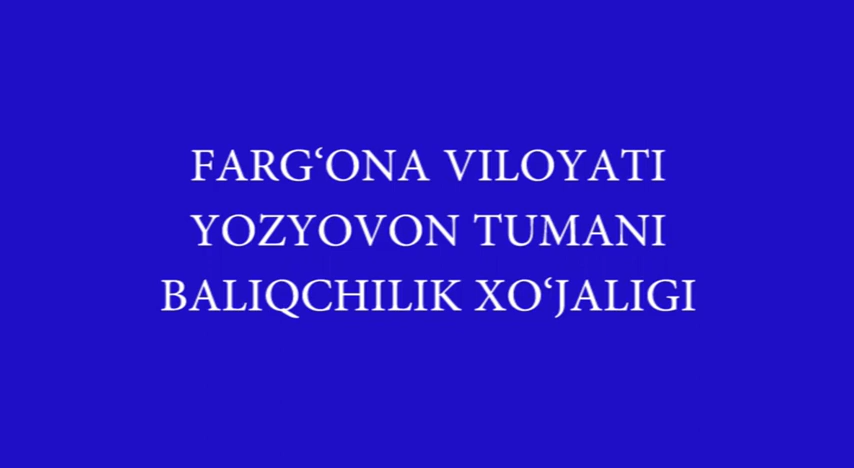 FARG‘ONA VILOYATI
YOZYOVON TUMANI
BALIQCHILIK XO‘JALIGI